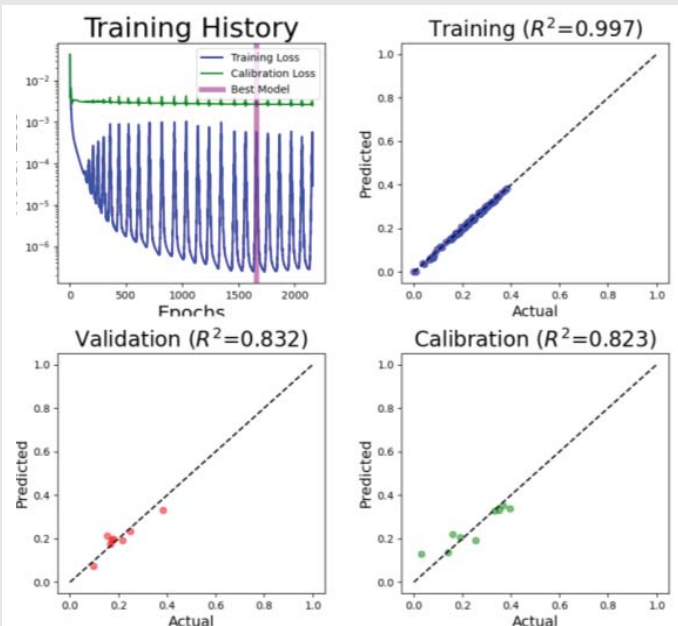 Training History
Training Loss
Calibration Loss
Best Model
10⁻²
10⁻³
10⁻⁴
10⁻⁵
10⁻⁶
0 500 1000 1500 2000
Epochs
Training (R²=0.997)
Predicted
1.0
0.8
0.6
0.4
0.2
0.0
0.0 0.2 0.4 0.6 0.8 1.0
Actual
Validation (R²=0.832)
Predicted
1.0
0.8
0.6
0.4
0.2
0.0
0.0 0.2 0.4 0.6 0.8 1.0
Actual
Calibration (R²=0.823)
Predicted
1.0
0.8
0.6
0.4
0.2
0.0
0.0 0.2 0.4 0.6 0.8 1.0
Actual